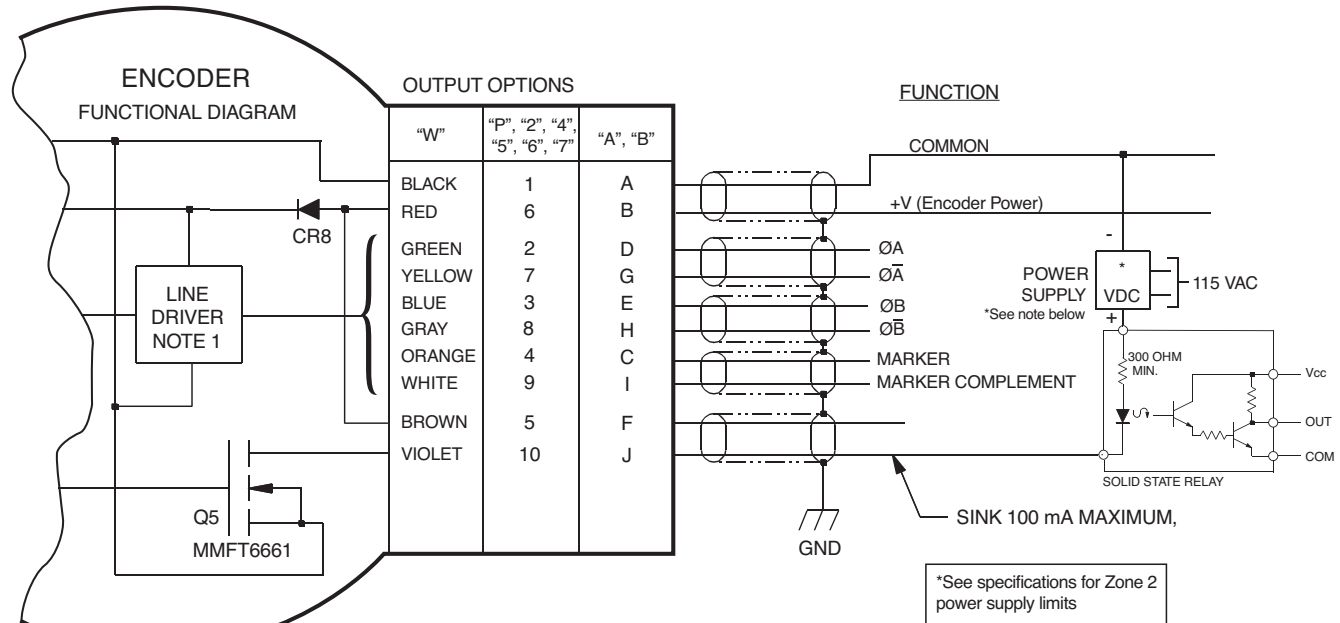 ENCODER
FUNCTIONAL DIAGRAM
OUTPUT OPTIONS
FUNCTION
“W”
“P”, “2”, “4”,
“5”, “6”, “7”
“A”, “B”
BLACK 1 A
RED 6 B
GREEN 2 D
YELLOW 7 G
BLUE 3 E
GRAY 8 H
ORANGE 4 C
WHITE 9 I
BROWN 5 F
VIOLET 10 J
CR8
LINE
DRIVER
NOTE 1
Q5
MMFT6661
COMMON
+V (Encoder Power)
ØA
ØA̅
ØB
ØB̅
MARKER
MARKER COMPLEMENT
GND
SINK 100 mA MAXIMUM,
-
POWER
SUPPLY
*See note below
*
VDC
+
115 VAC
300 OHM
MIN.
Vcc
OUT
COM
SOLID STATE RELAY
*See specifications for Zone 2
power supply limits